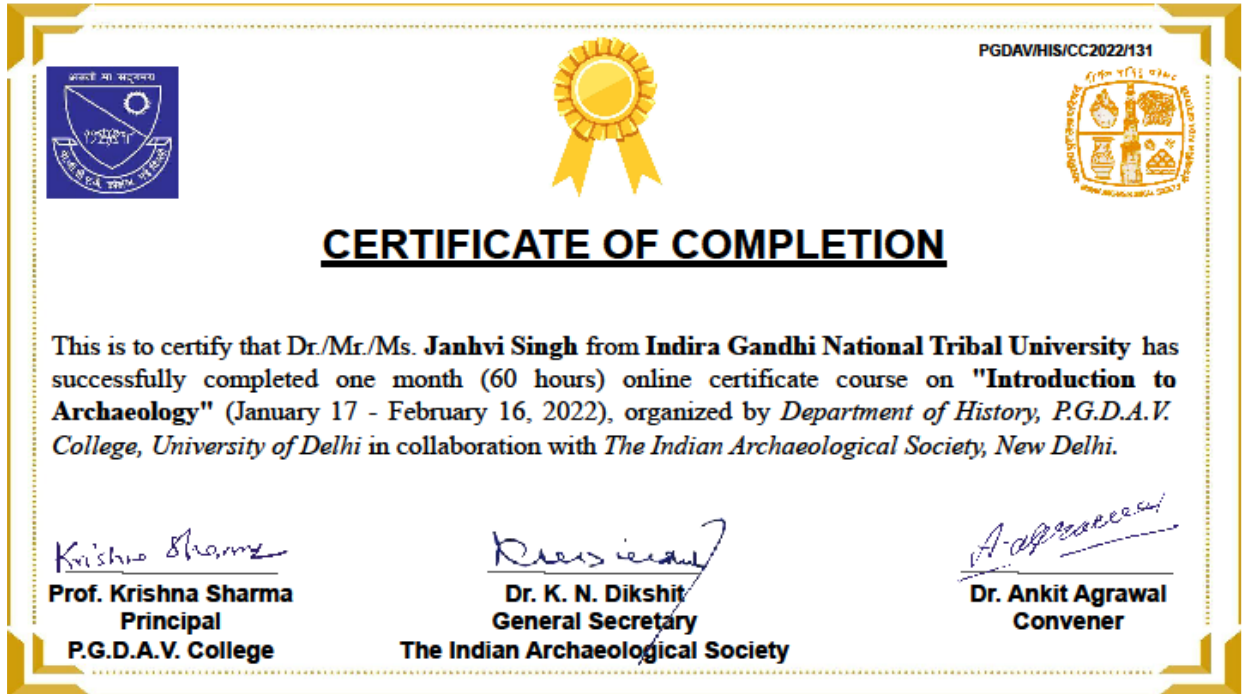 PGDAV/HIS/CC2022/131
CERTIFICATE OF COMPLETION
This is to certify that Dr./Mr./Ms. Janhvi Singh from Indira Gandhi National Tribal University has
successfully completed one month (60 hours) online certificate course on "Introduction to
Archaeology" (January 17 - February 16, 2022), organized by Department of History, P.G.D.A.V.
College, University of Delhi in collaboration with The Indian Archaeological Society, New Delhi.
Krishna Sharma
Prof. Krishna Sharma
Principal
P.G.D.A.V. College
Dr. K. N. Dikshit
General Secretary
The Indian Archaeological Society
A. Agrawal
Dr. Ankit Agrawal
Convener